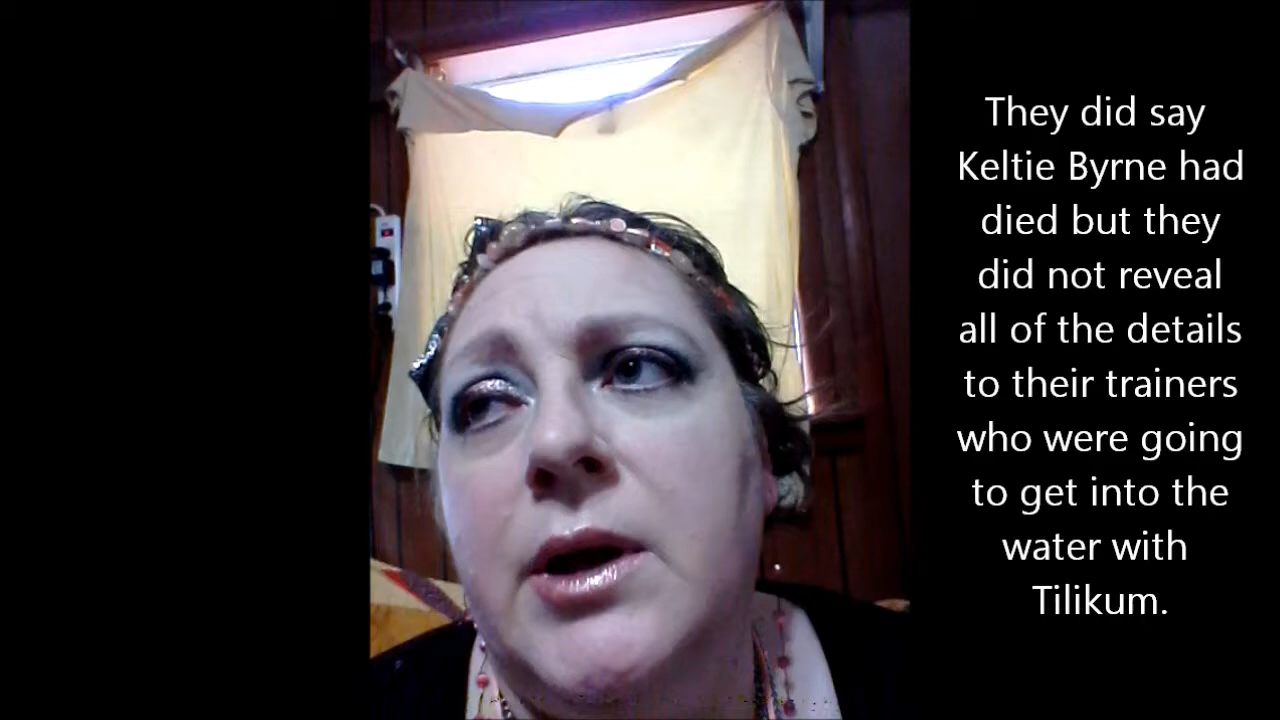 They did say
Keltie Byrne had
died but they
did not reveal
all of the details
to their trainers
who were going
to get into the
water with
Tilikum.